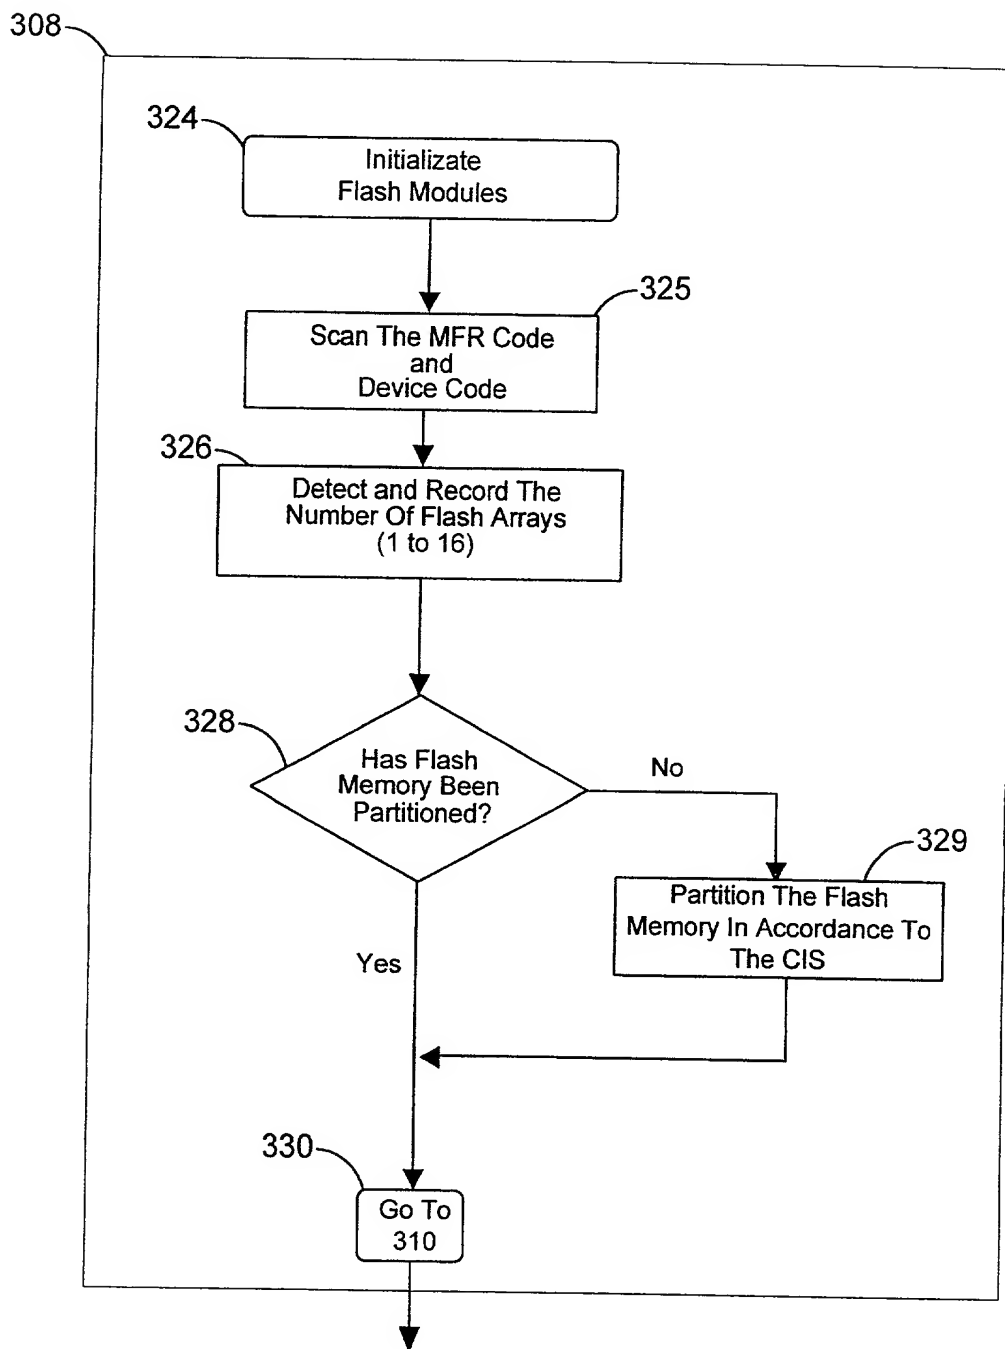 308
324
Initializate
Flash Modules
325
Scan The MFR Code
and
Device Code
326
Detect and Record The
Number Of Flash Arrays
(1 to 16)
328
Has Flash
Memory Been
Partitioned?
No
329
Partition The Flash
Memory In Accordance To
The CIS
Yes
330
Go To
310